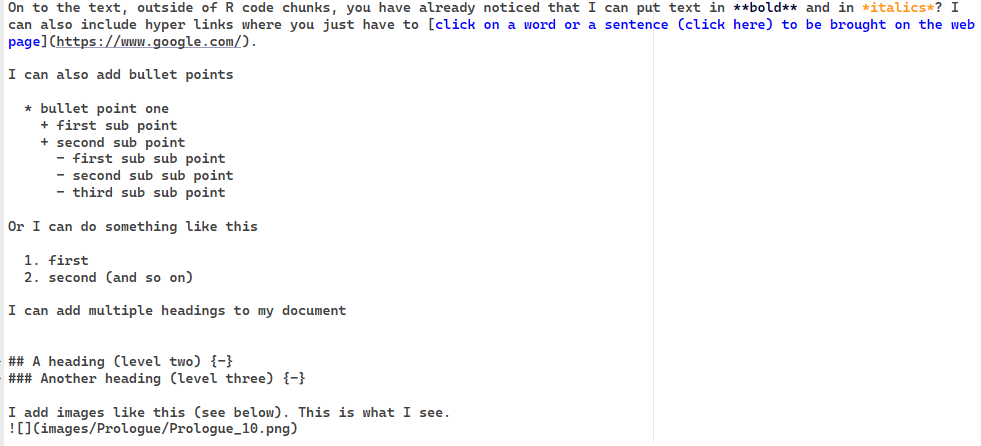 On to the text, outside of R code chunks, you have already noticed that I can put text in **bold** and in *italics*? I
can also include hyper links where you just have to [click on a word or a sentence (click here) to be brought on the web
page](https://www.google.com/).

I can also add bullet points

  * bullet point one
    + first sub point
    + second sub point
      - first sub sub point
      - second sub sub point
      - third sub sub point

Or I can do something like this

  1. first
  2. second (and so on)

I can add multiple headings to my document


## A heading (level two) {-}
### Another heading (level three) {-}

I add images like this (see below). This is what I see.
![](images/Prologue/Prologue_10.png)